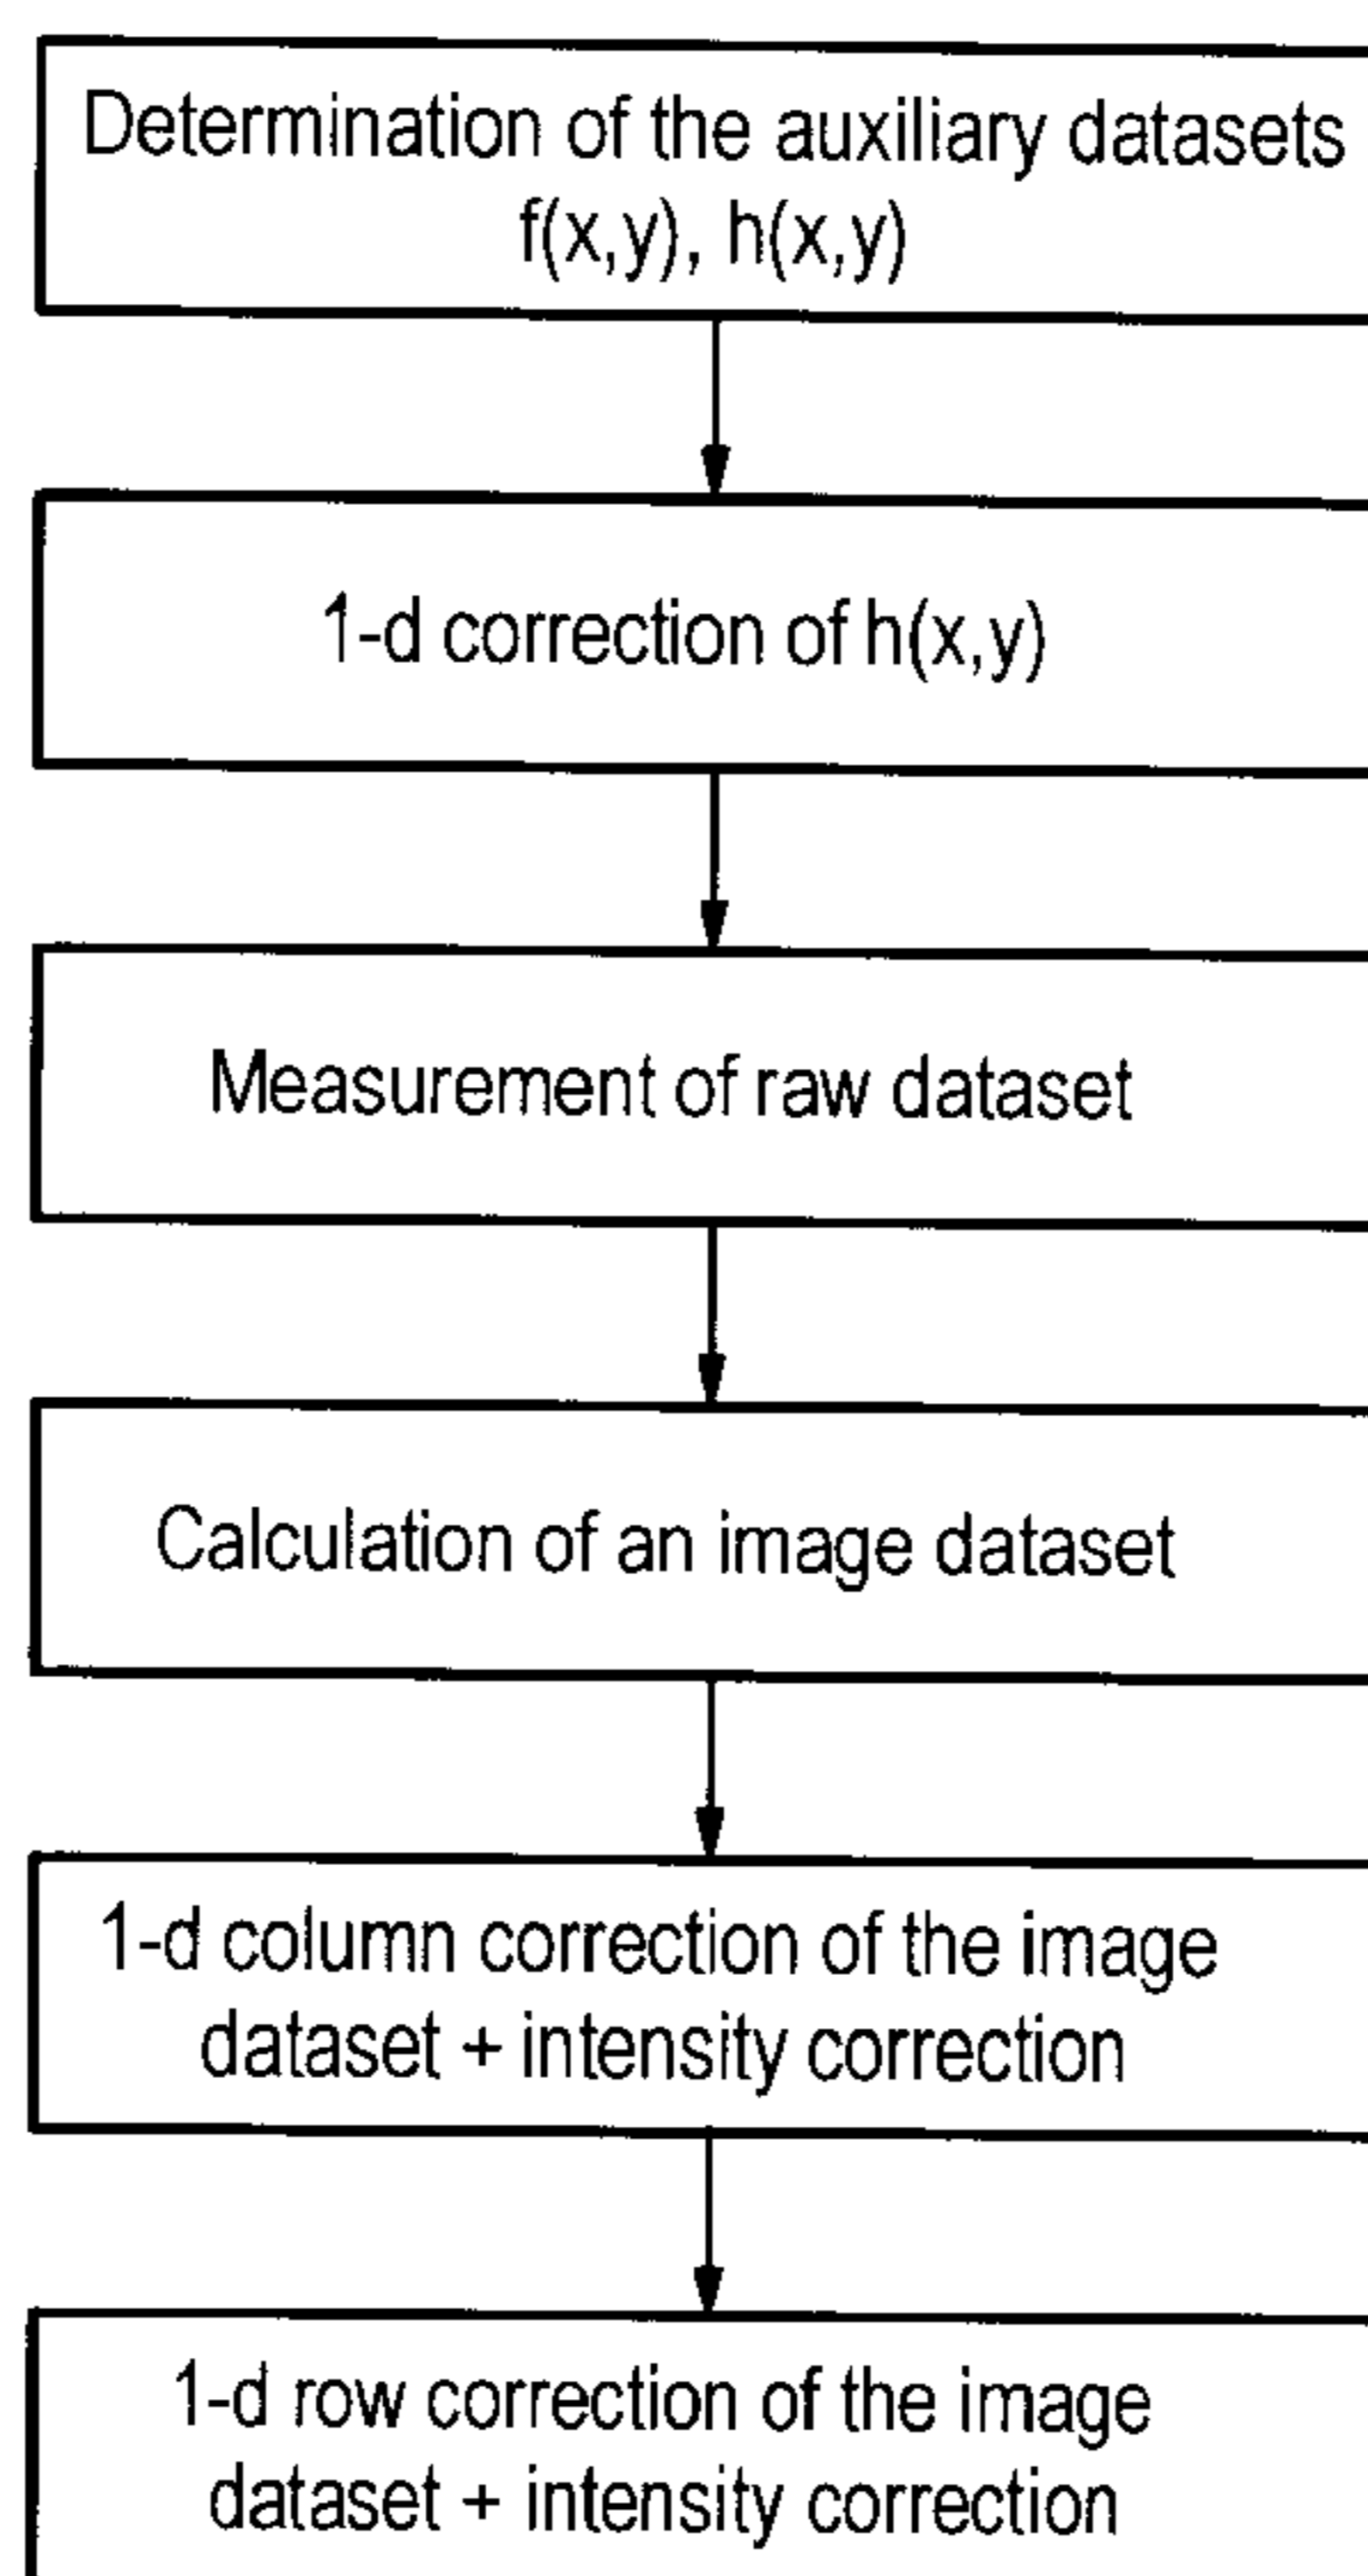 Determination of the auxiliary datasets
f(x,y), h(x,y)
1-d correction of h(x,y)
Measurement of raw dataset
Calculation of an image dataset
1-d column correction of the image
dataset + intensity correction
1-d row correction of the image
dataset + intensity correction